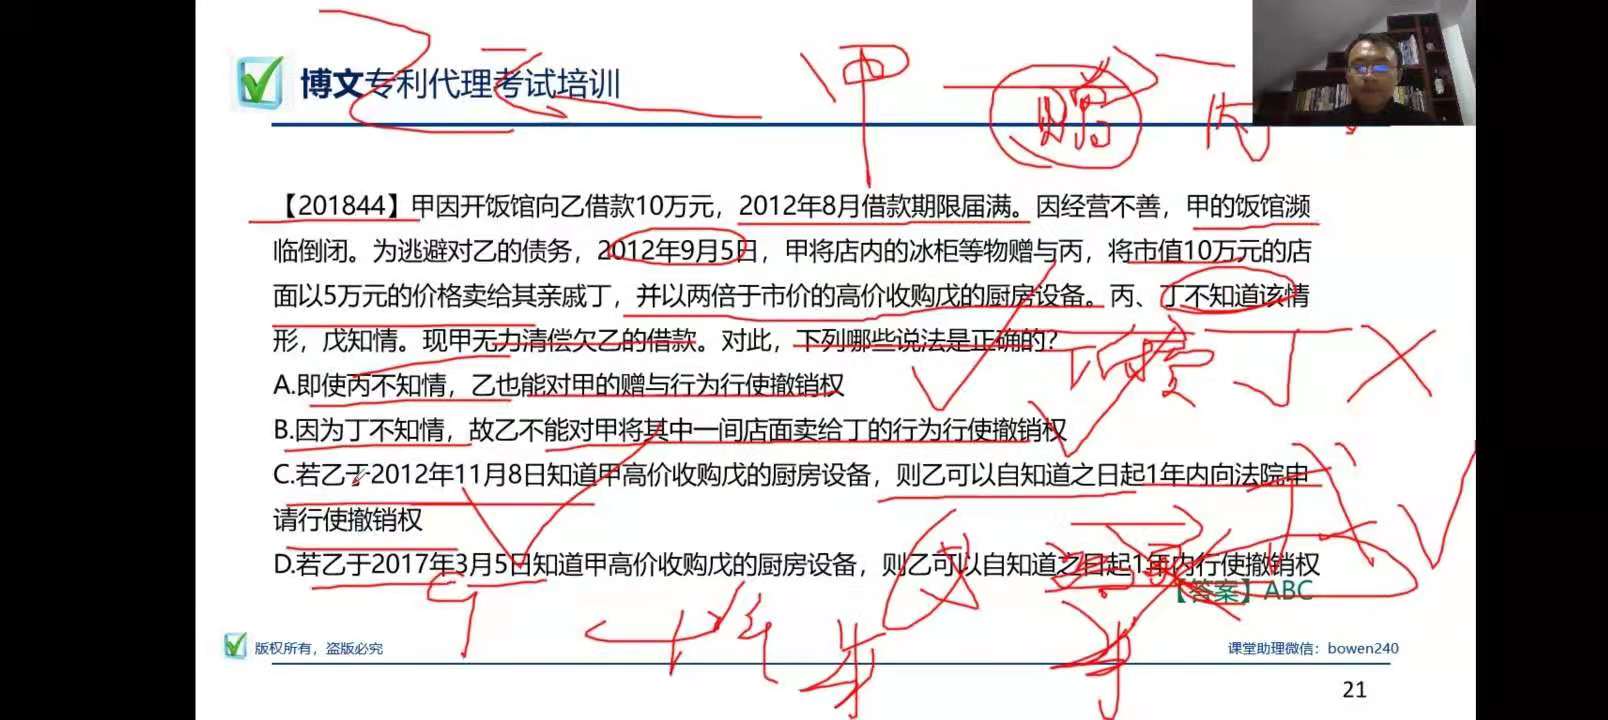 博文专利代理考试培训
甲
赠
丙
【201844】甲因开饭馆向乙借款10万元，2012年8月借款期限届满。因经营不善，甲的饭馆濒
临倒闭。为逃避对乙的债务，2012年9月5日，甲将店内的冰柜等物赠与丙，将市值10万元的店
面以5万元的价格卖给其亲戚丁，并以两倍于市价的高价收购戊的厨房设备。丙、丁不知道该情
形，戊知情。现甲无力清偿欠乙的借款。对此，下列哪些说法是正确的？
A.即使丙不知情，乙也能对甲的赠与行为行使撤销权
B.因为丁不知情，故乙不能对甲将其中一间店面卖给丁的行为行使撤销权
C.若乙于2012年11月8日知道甲高价收购戊的厨房设备，则乙可以自知道之日起1年内向法院申
请行使撤销权
D.若乙于2017年3月5日知道甲高价收购戊的厨房设备，则乙可以自知道之日起1年内行使撤销权
【答案】ABC
版权所有，盗版必究
课堂助理微信：bowen240
21